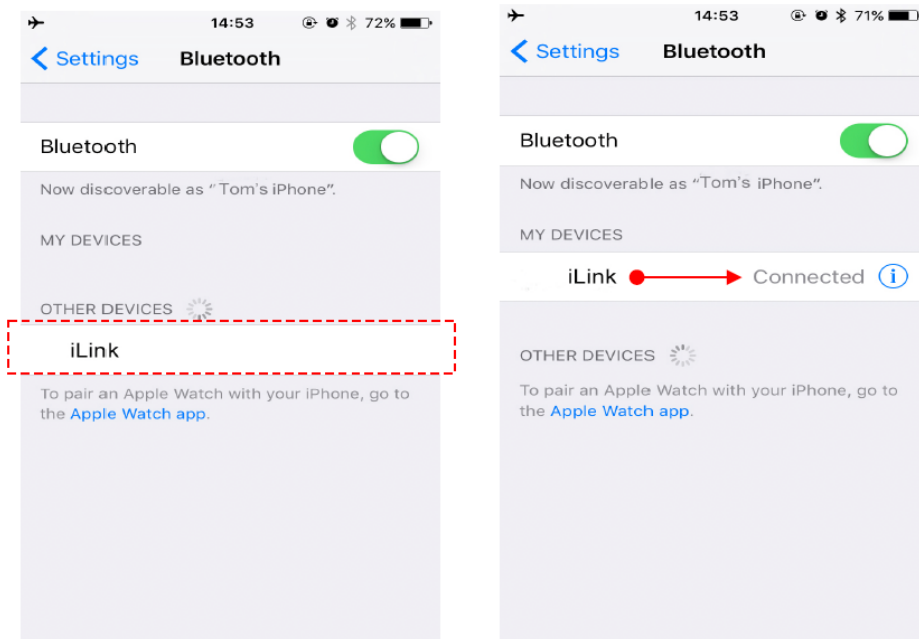 14:53 72%
Settings Bluetooth
Bluetooth
Now discoverable as “Tom's iPhone”.
MY DEVICES
OTHER DEVICES
iLink
To pair an Apple Watch with your iPhone, go to
the Apple Watch app.
14:53 71%
Settings Bluetooth
Bluetooth
Now discoverable as “Tom's iPhone”.
MY DEVICES
iLink Connected i
OTHER DEVICES
To pair an Apple Watch with your iPhone, go to
the Apple Watch app.